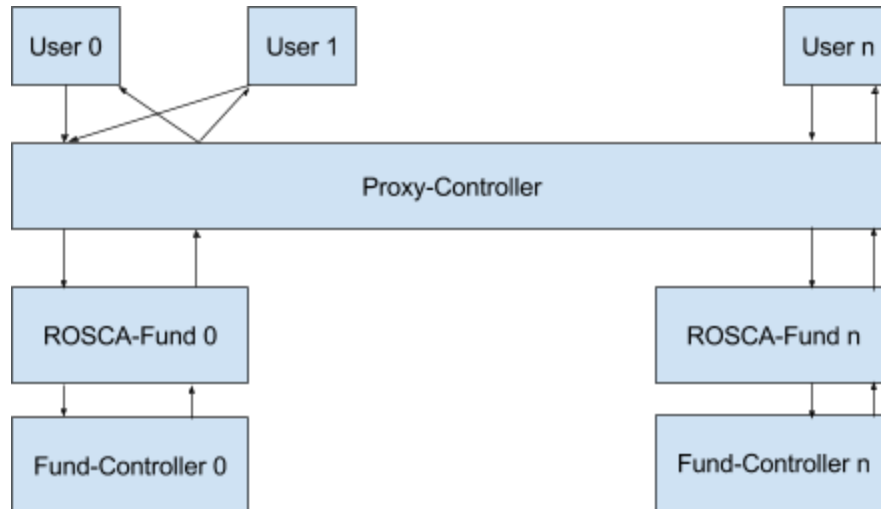 User 0
User 1
User n
Proxy-Controller
ROSCA-Fund 0
ROSCA-Fund n
Fund-Controller 0
Fund-Controller n